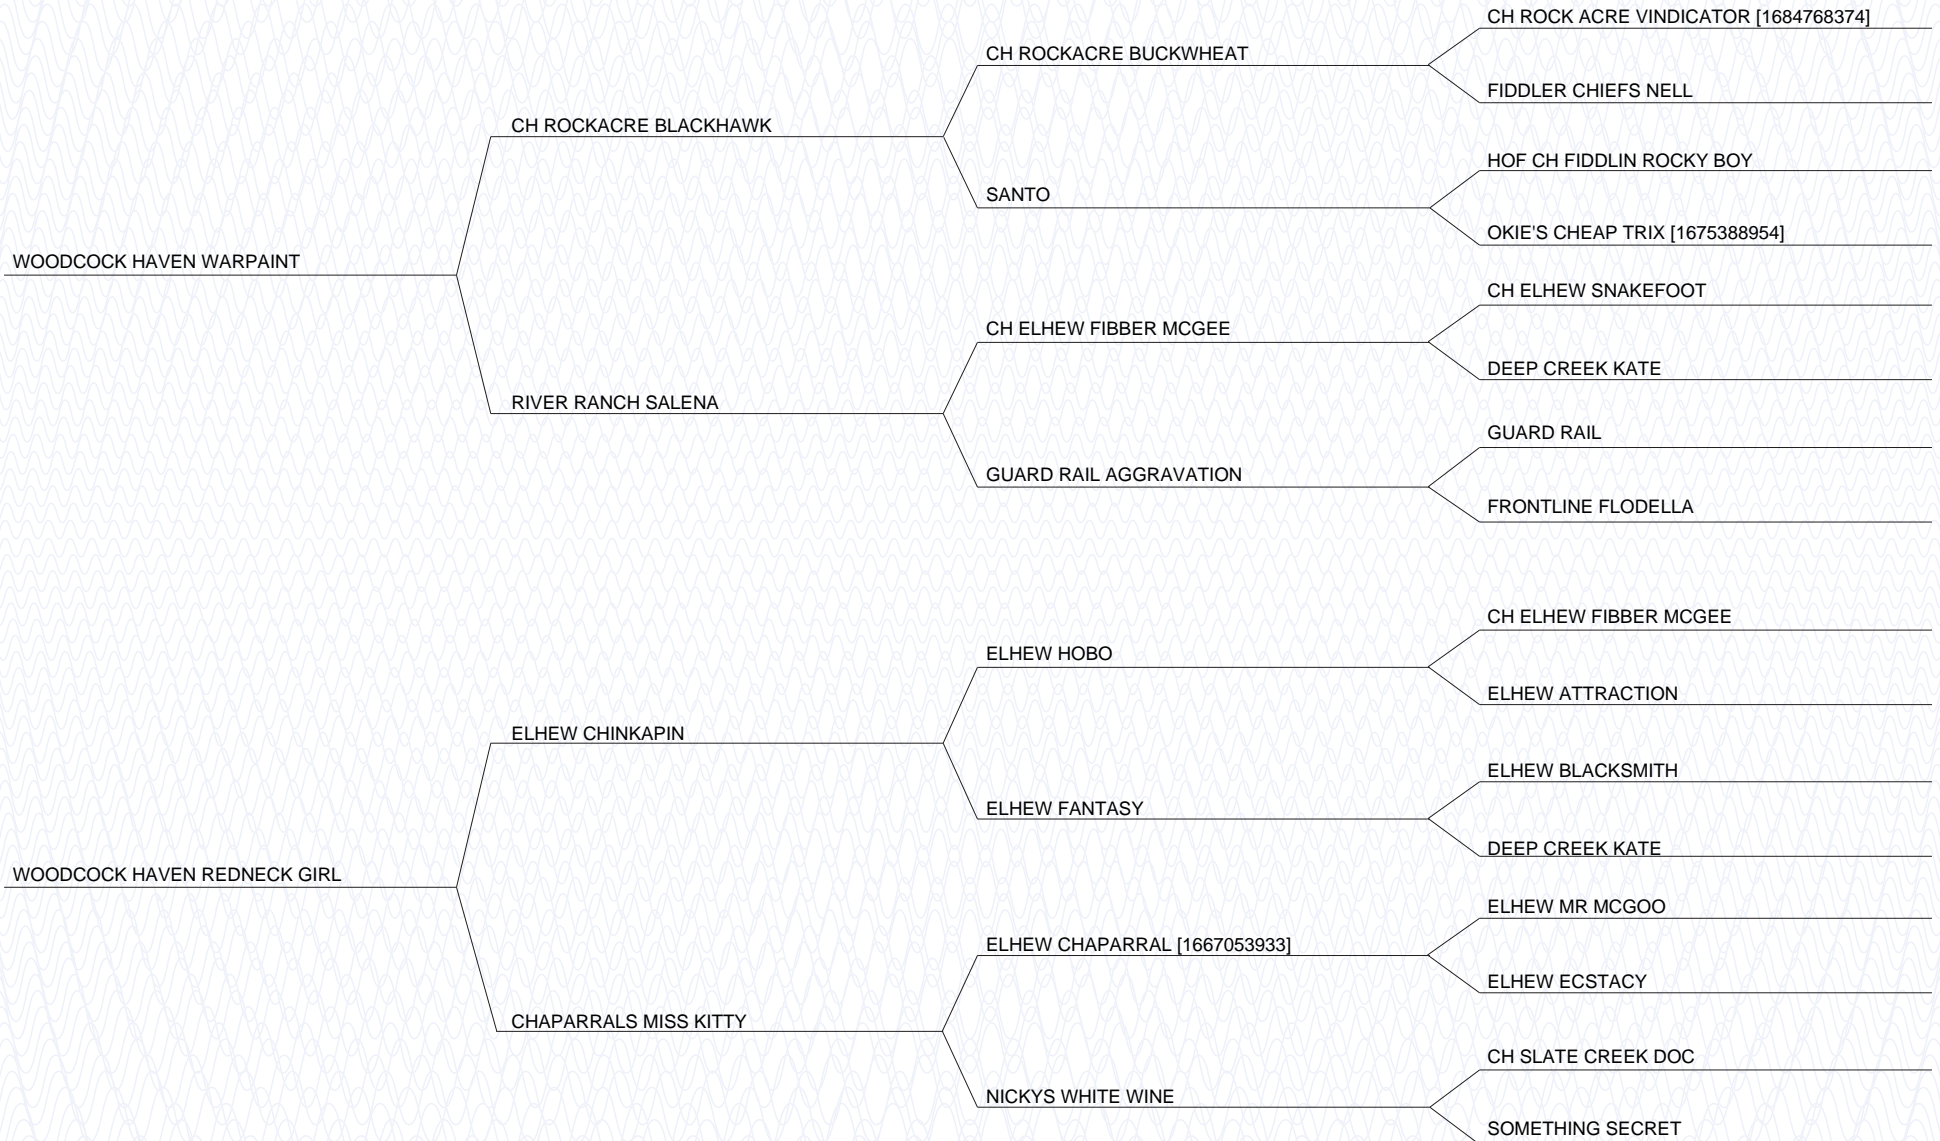 CH ROCK ACRE VINDICATOR [1684768374]
CH ROCKACRE BUCKWHEAT
FIDDLER CHIEFS NELL
CH ROCKACRE BLACKHAWK
HOF CH FIDDLIN ROCKY BOY
SANTO
OKIE'S CHEAP TRIX [1675388954]
WOODCOCK HAVEN WARPAINT
CH ELHEW SNAKEFOOT
CH ELHEW FIBBER MCGEE
DEEP CREEK KATE
RIVER RANCH SALENA
GUARD RAIL
GUARD RAIL AGGRAVATION
FRONTLINE FLODELLA
CH ELHEW FIBBER MCGEE
ELHEW HOBO
ELHEW ATTRACTION
ELHEW CHINKAPIN
ELHEW BLACKSMITH
ELHEW FANTASY
DEEP CREEK KATE
WOODCOCK HAVEN REDNECK GIRL
ELHEW MR MCGOO
ELHEW CHAPARRAL [1667053933]
ELHEW ECSTACY
CHAPARRALS MISS KITTY
CH SLATE CREEK DOC
NICKYS WHITE WINE
SOMETHING SECRET